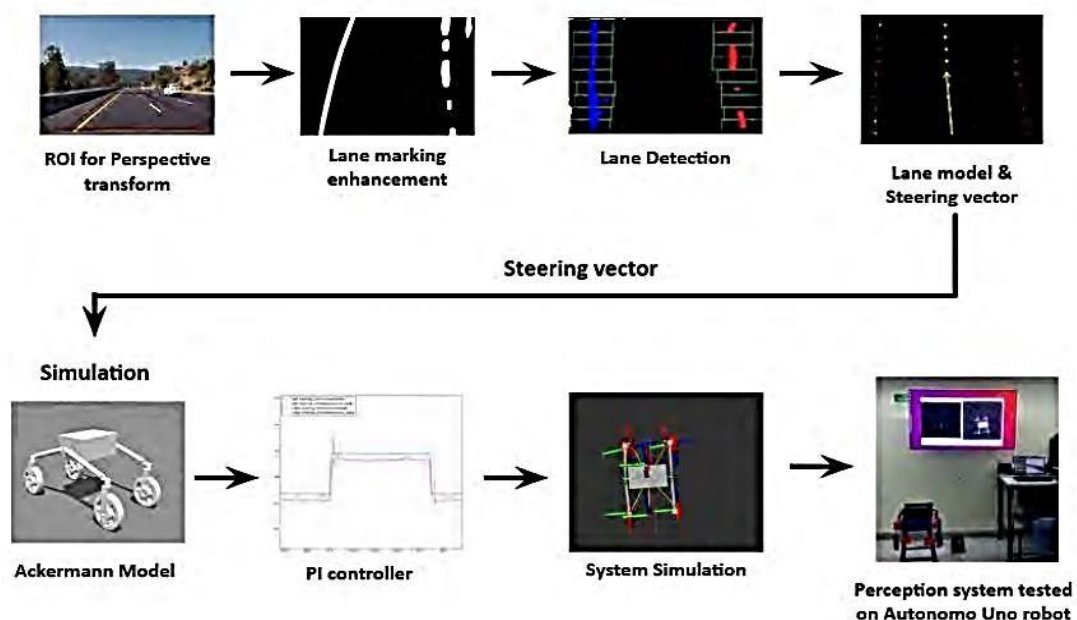 ROI for Perspective
transform
Lane marking
enhancement
Lane Detection
Lane model &
Steering vector
Steering vector
Simulation
Ackermann Model
PI controller
System Simulation
Perception system tested
on Autonomo Uno robot